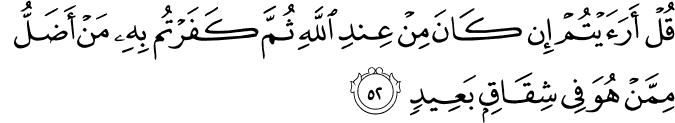 قُلْ أَرَءَيْتُمْ إِن كَانَ مِنْ عِندِ ٱللَّهِ ثُمَّ كَفَرْتُم بِهِۦ مَنْ أَضَلُّ
مِمَّنْ هُوَ فِى شِقَاقٍۭ بَعِيدٍ ٥٢